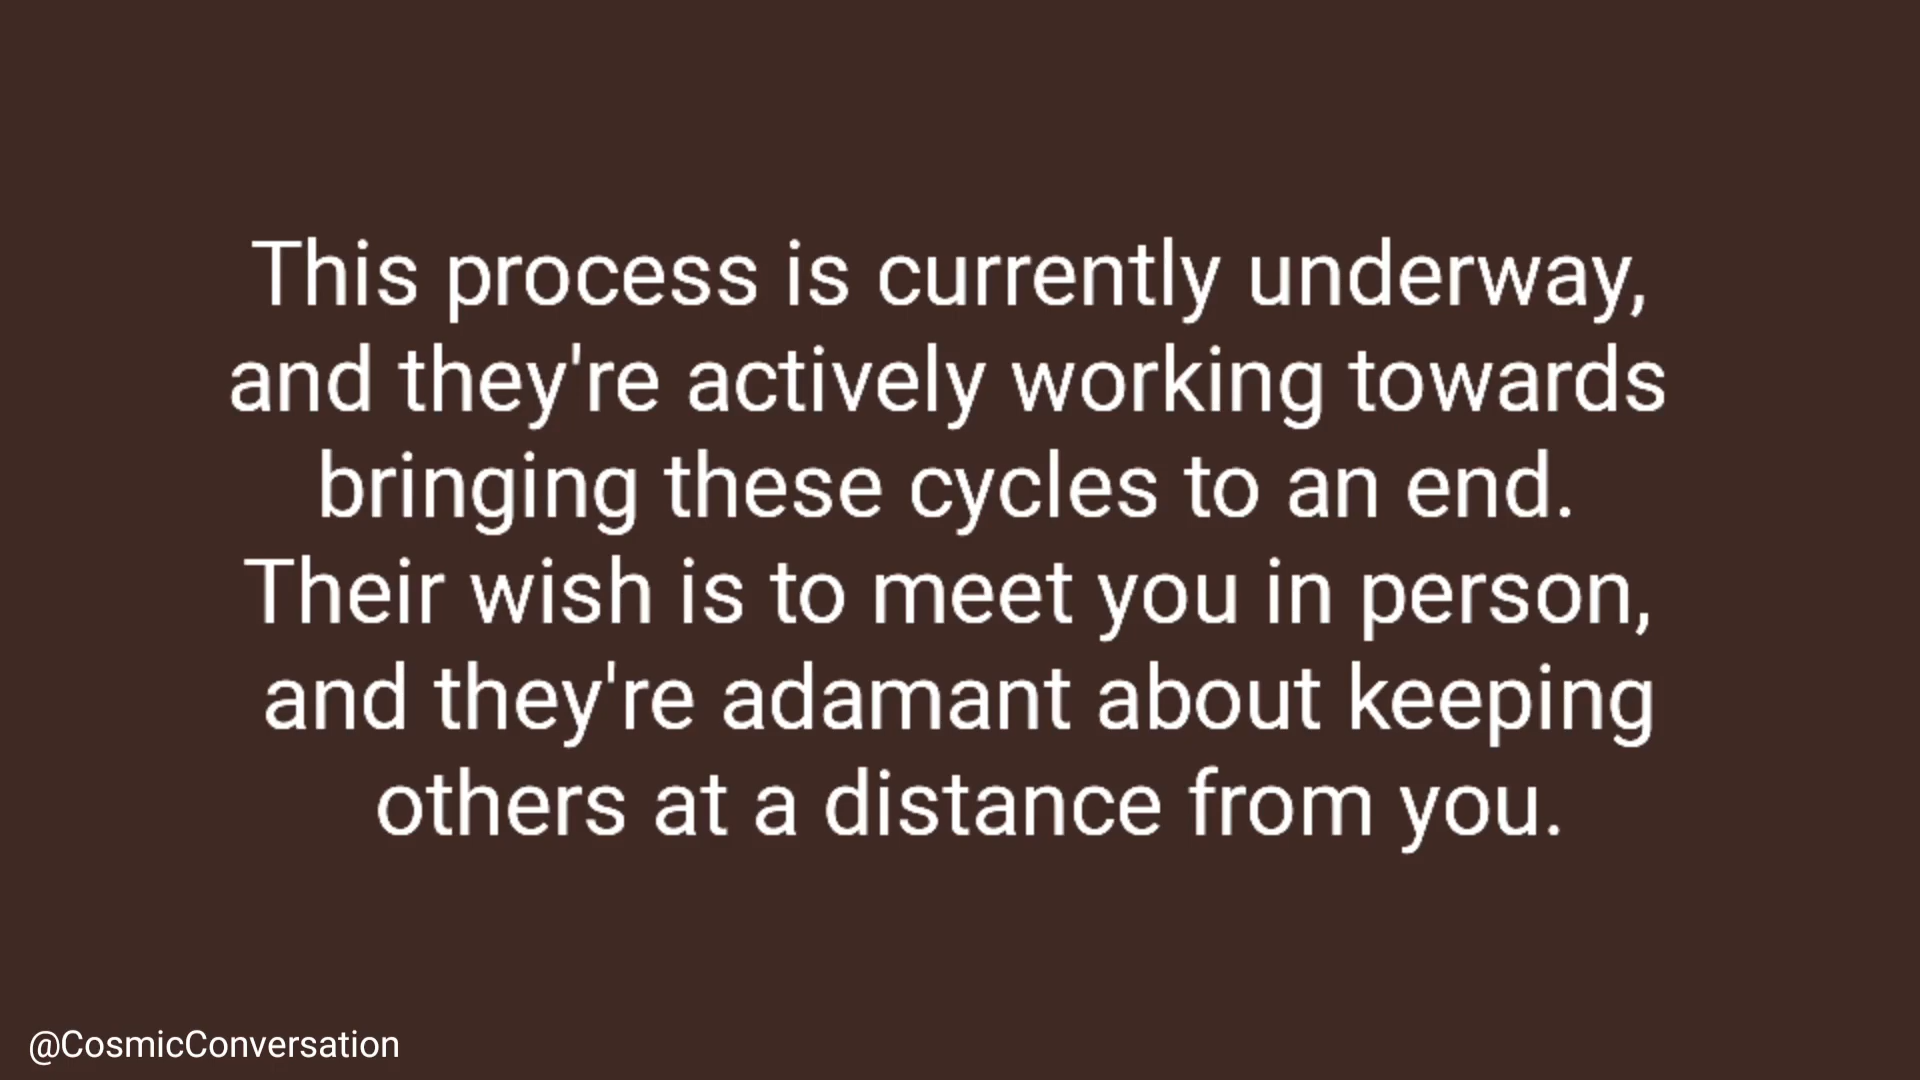 This process is currently underway,
and they're actively working towards
bringing these cycles to an end.
Their wish is to meet you in person,
and they're adamant about keeping
others at a distance from you.
@CosmicConversation